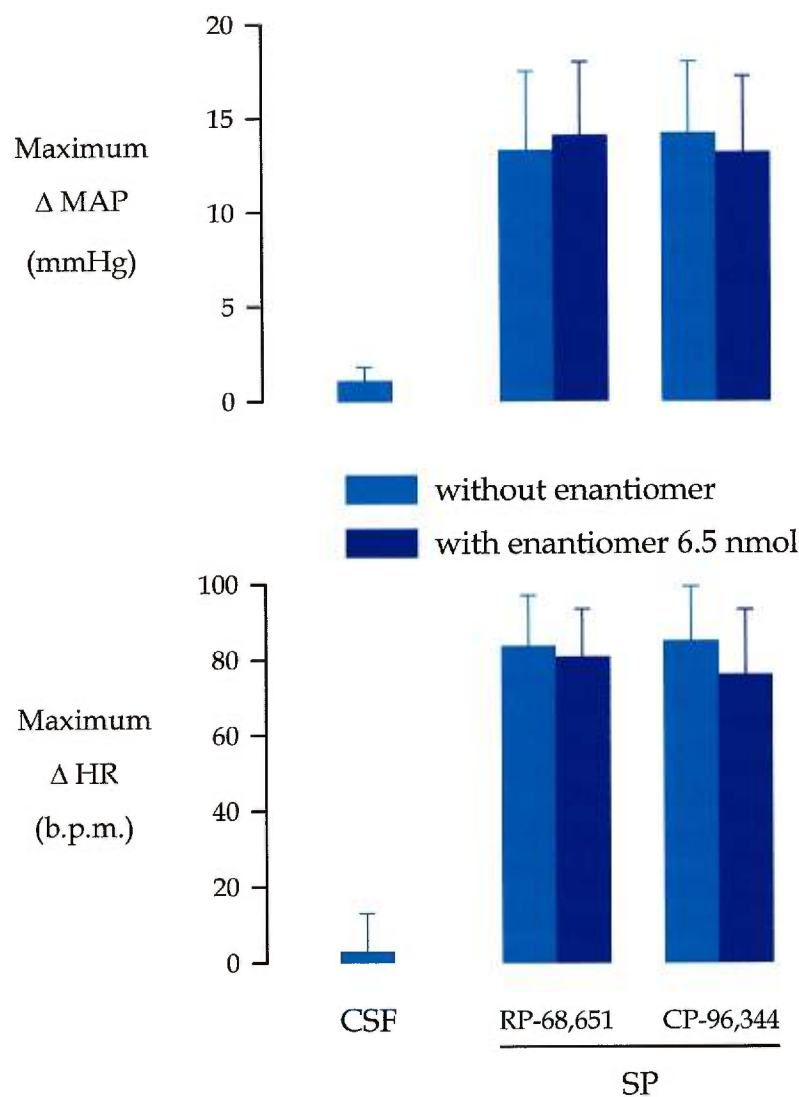 20
15
Maximum
Δ MAP
10
(mmHg)
5
0
without enantiomer
with enantiomer 6.5 nmol
100
80
Maximum
60
Δ HR
(b.p.m.)
40
20
0
CSF RP-68,651 CP-96,344
SP